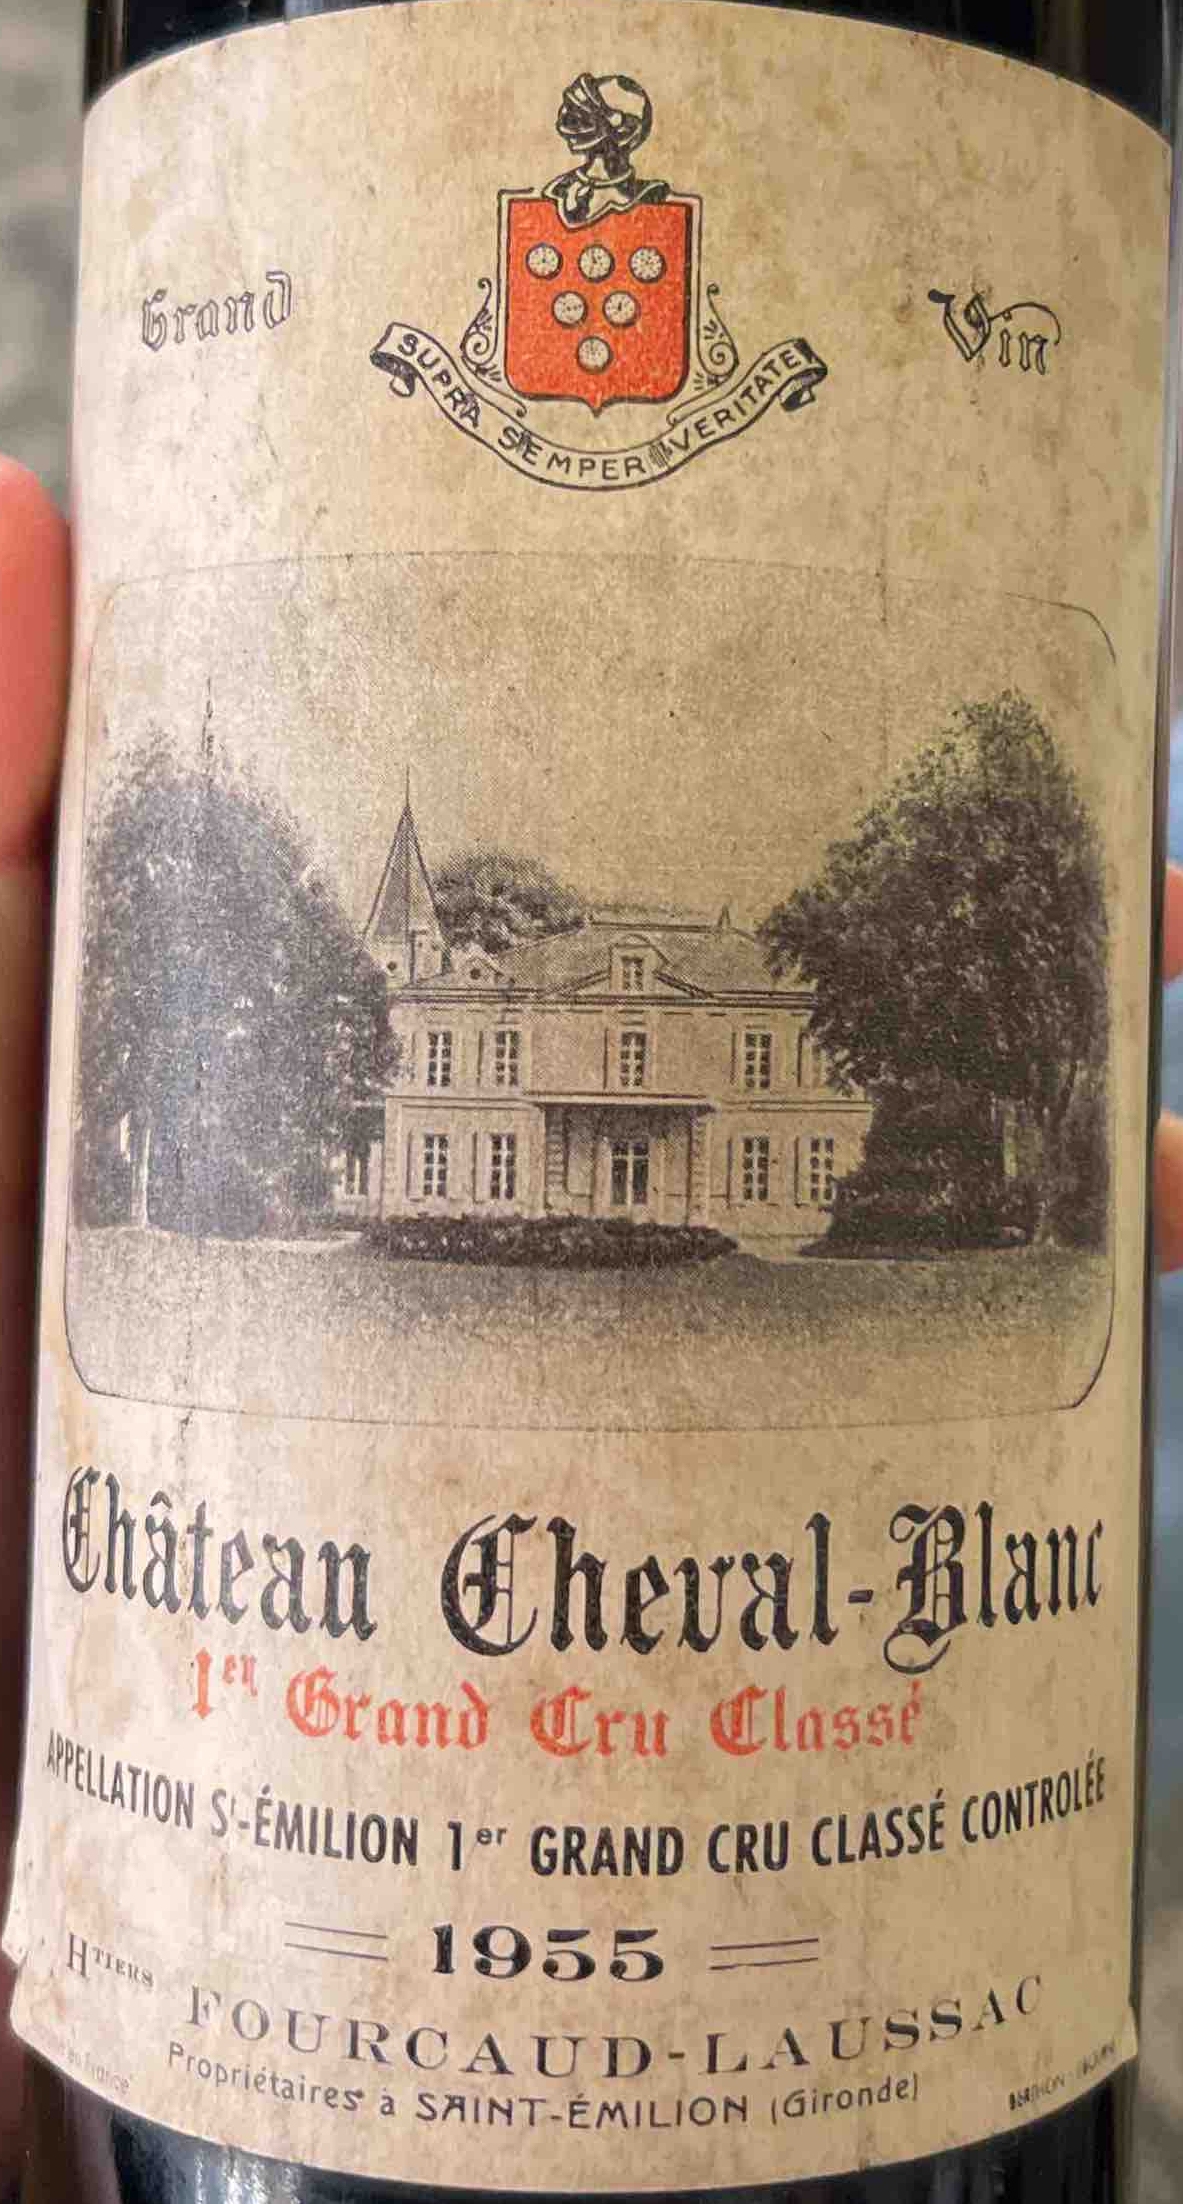 Grand Vin
SUPRA SEMPER VERITATE
Château Cheval-Blanc
1er Grand Cru Classé
APPELLATION St-ÉMILION 1er GRAND CRU CLASSÉ CONTROLÉE
1955
HTIERS FOURCAUD-LAUSSAC
Propriétaires à SAINT-ÉMILION (Gironde)
France